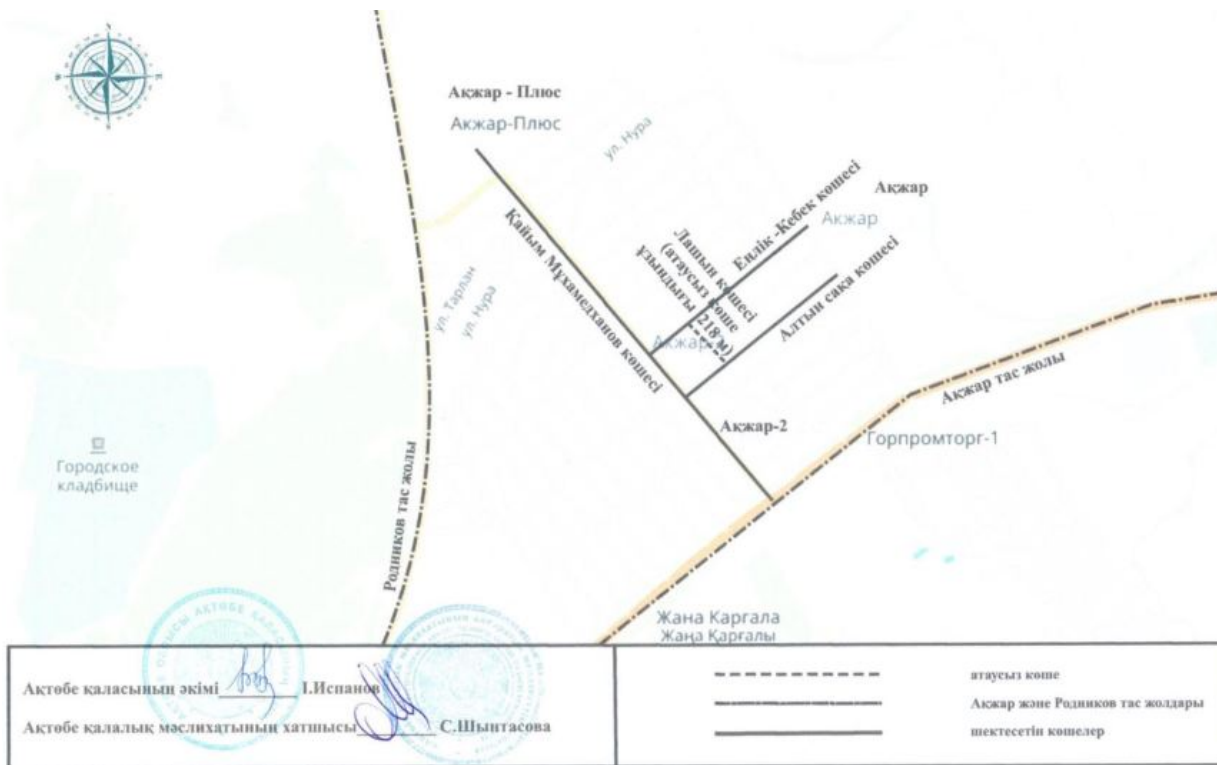 Ақжар - Плюс
Акжар-Плюс
ул. Нура
Ақжар
Акжар
Еңлік -Кебек көшесі
Лашын көшесі
(атаусыз көше
ұзындығы 218 м)
Алтын сақа көшесі
Қайым Мұхамедханов көшесі
ул. Тарлан
ул. Нура
Акжар
Ақжар тас жолы
Ақжар-2
Горпромторг-1
Городское
кладбище
Родников тас жолы
Жана Каргала
Жаңа Қарғалы
Ақтөбе қаласының әкімі І.Испанов
Ақтөбе қалалық мәслихатының хатшысы С.Шынтасова
атаусыз көше
Ақжар және Родников тас жолдары
шектесетін көшелер